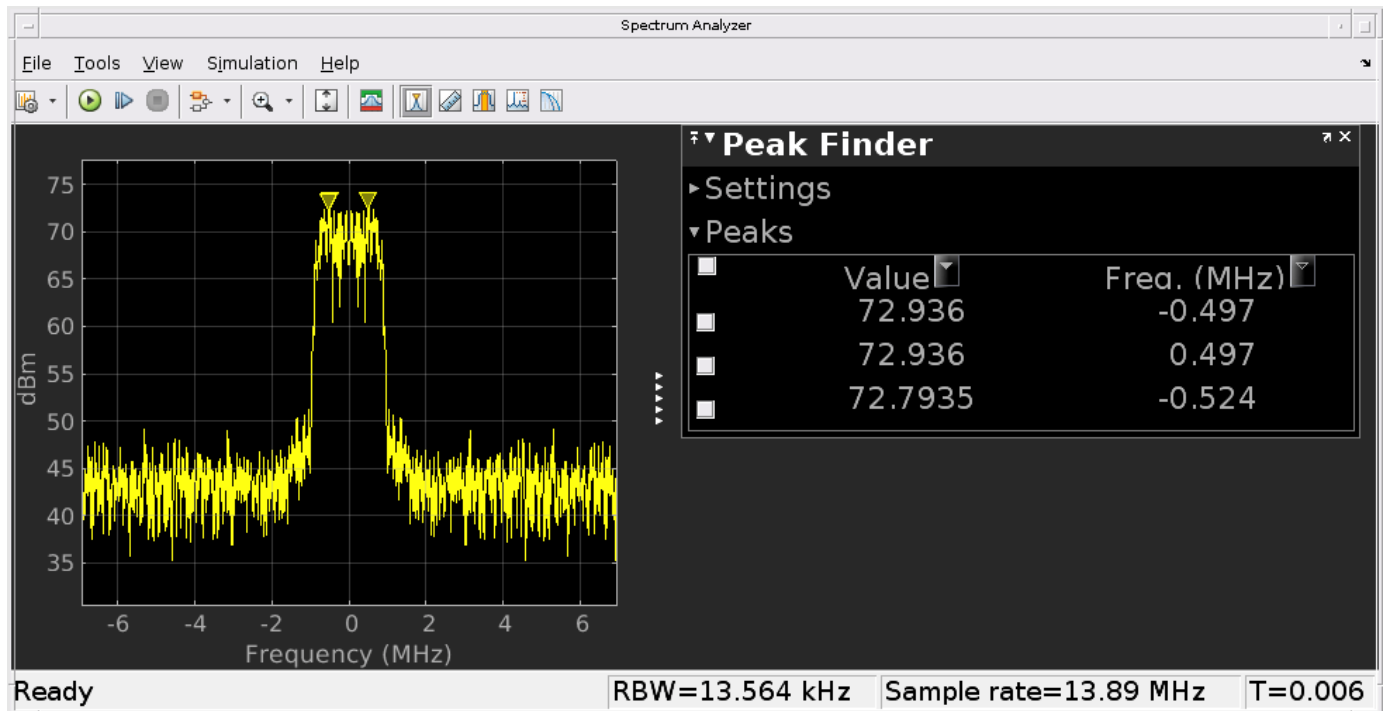 Spectrum Analyzer
File Tools View Simulation Help
Peak Finder
Settings
Peaks
Value Freq. (MHz)
72.936 -0.497
72.936 0.497
72.7935 -0.524
75
70
65
60
55
50
45
40
35
dBm
-6 -4 -2 0 2 4 6
Frequency (MHz)
Ready RBW=13.564 kHz Sample rate=13.89 MHz T=0.006